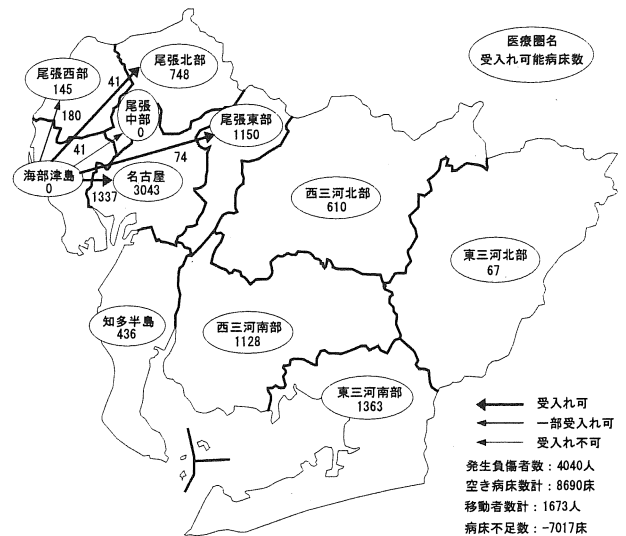 医療圏名
受入れ可能病床数
尾張北部
748
尾張西部
145
41
尾張
中部
0
尾張東部
1150
180
41
74
海部津島
0
名古屋
3043
1337
西三河北部
610
東三河北部
67
知多半島
436
西三河南部
1128
東三河南部
1363
受入れ可
一部受入れ可
受入れ不可
発生負傷者数：4040人
空き病床数計：8690床
移動者数計：1673人
病床不足数：-7017床